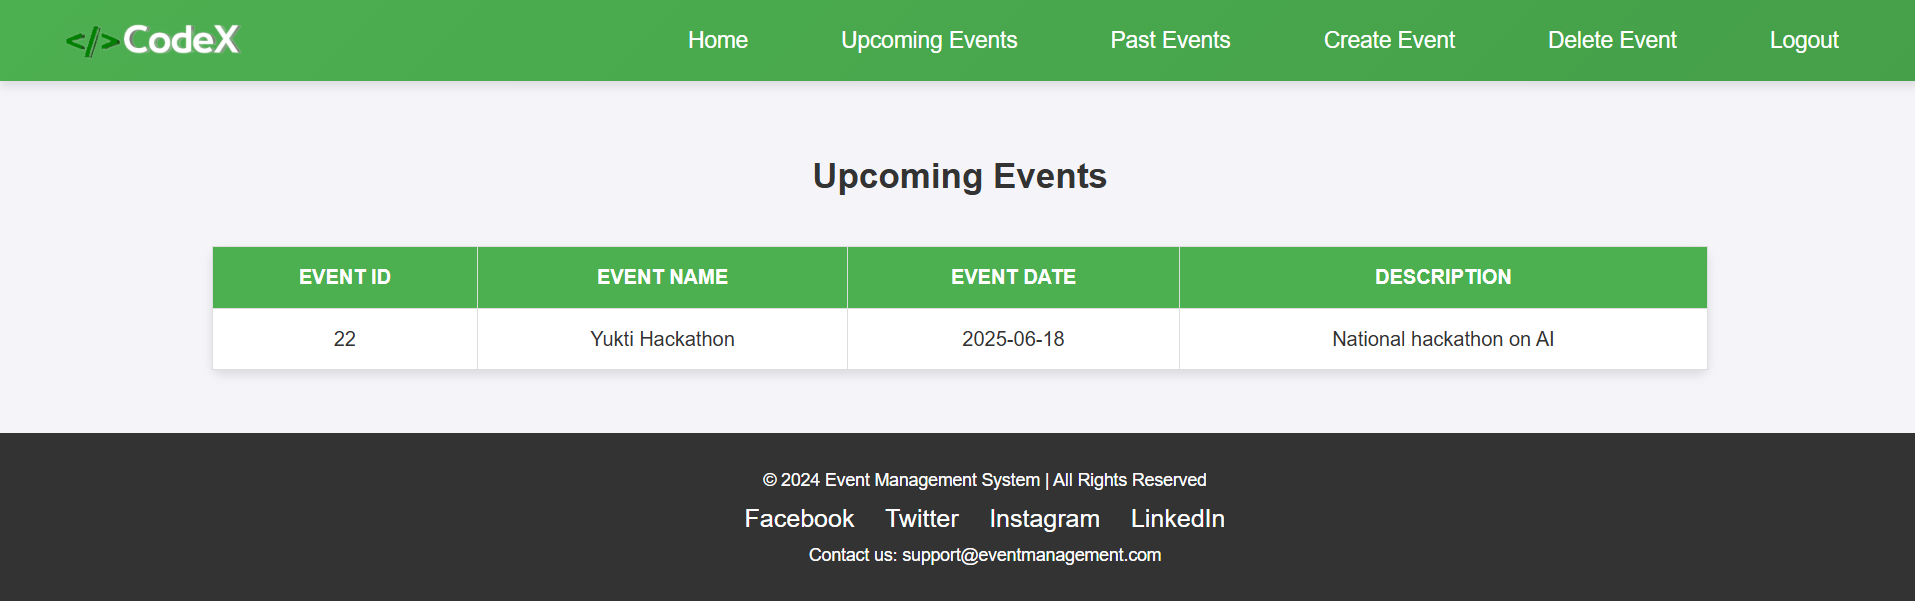 </>CodeX Home Upcoming Events Past Events Create Event Delete Event Logout
Upcoming Events
EVENT ID EVENT NAME EVENT DATE DESCRIPTION
22 Yukti Hackathon 2025-06-18 National hackathon on AI
© 2024 Event Management System | All Rights Reserved
Facebook Twitter Instagram LinkedIn
Contact us: support@eventmanagement.com